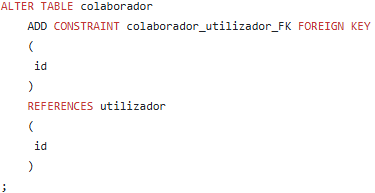 ALTER TABLE colaborador
ADD CONSTRAINT colaborador_utilizador_FK FOREIGN KEY
(
id
)
REFERENCES utilizador
(
id
)
;